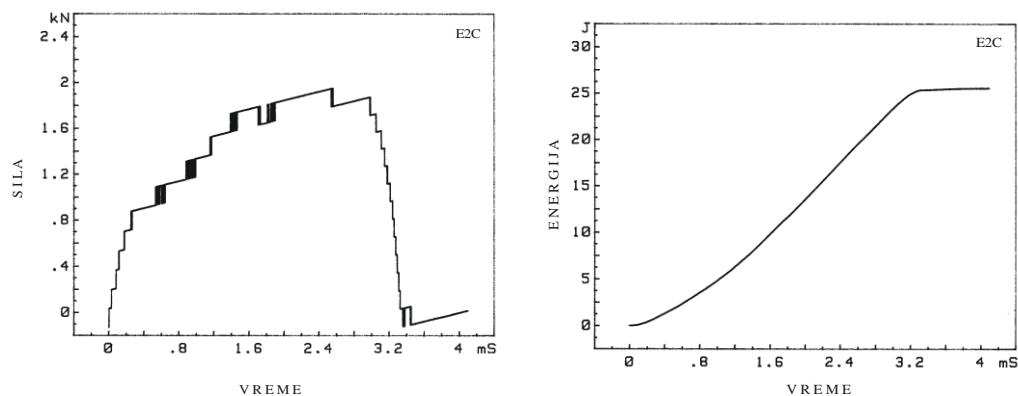 kN
2.4
2
1.6
1.2
.8
.4
0
SILA
E2C
0 .8 1.6 2.4 3.2 4 mS
VREME
J
30
25
20
15
10
5
0
ENERGIJA
E2C
0 .8 1.6 2.4 3.2 4 mS
VREME